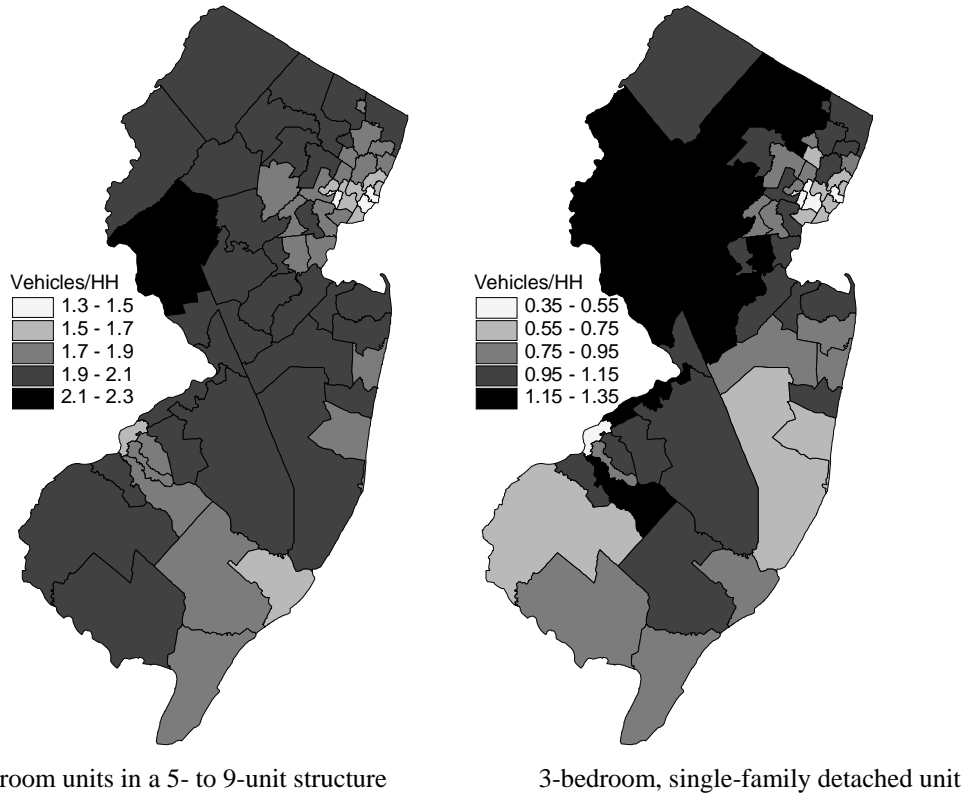 Vehicles/HH
1.3 - 1.5
1.5 - 1.7
1.7 - 1.9
1.9 - 2.1
2.1 - 2.3
Vehicles/HH
0.35 - 0.55
0.55 - 0.75
0.75 - 0.95
0.95 - 1.15
1.15 - 1.35
room units in a 5- to 9-unit structure
3-bedroom, single-family detached unit